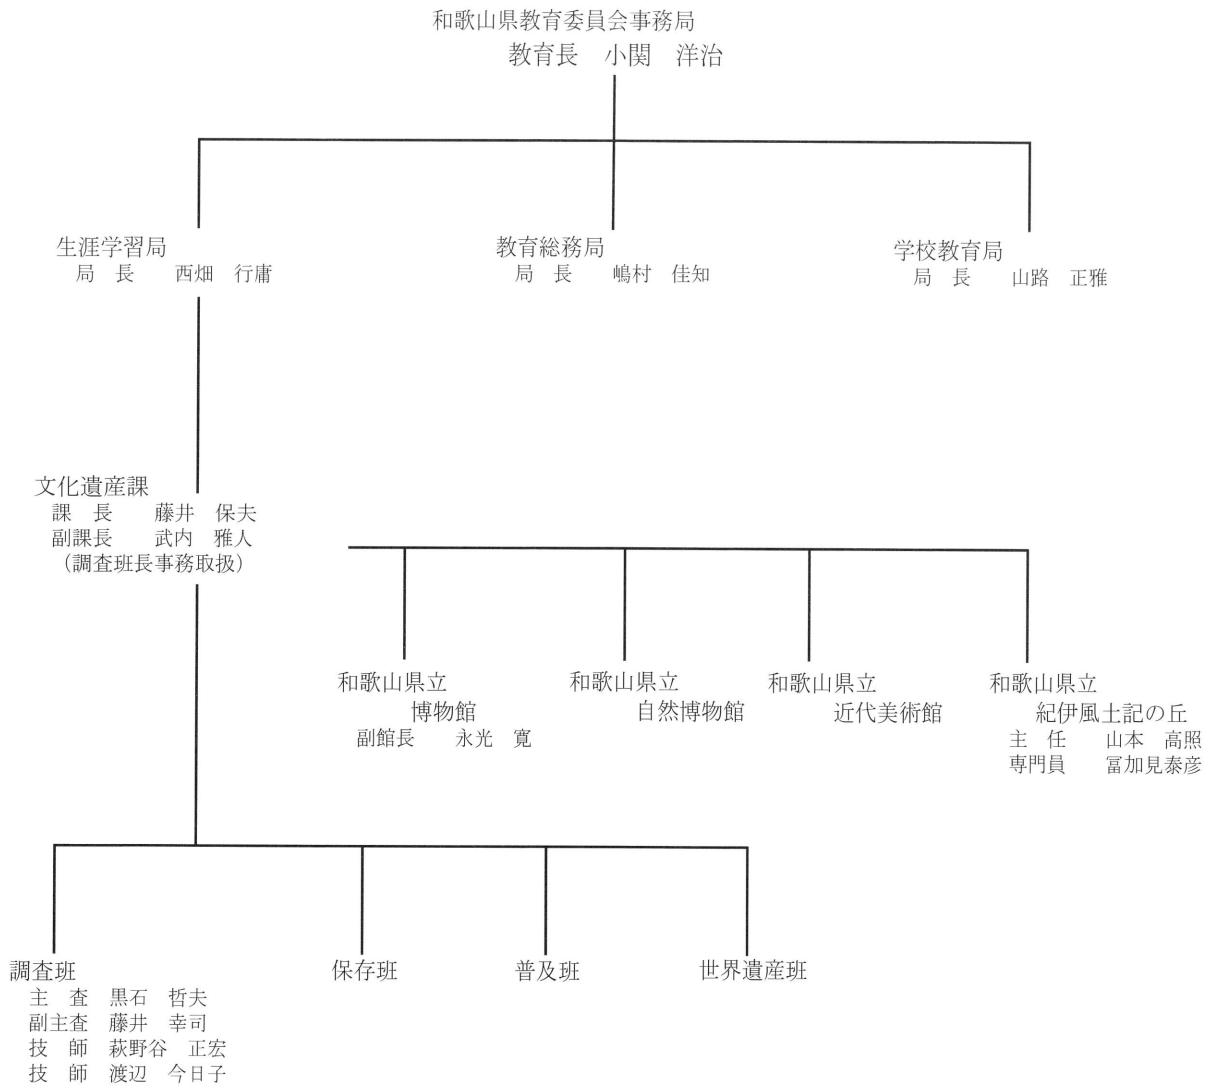 和歌山県教育委員会事務局
教育長　小関　洋治
生涯学習局
局　長　　西畑　行庸
教育総務局
局　長　　嶋村　佳知
学校教育局
局　長　　山路　正雅
文化遺産課
課　長　　藤井　保夫
副課長　　武内　雅人
（調査班長事務取扱）
和歌山県立
博物館
副館長　　永光　寛
和歌山県立
自然博物館
和歌山県立
近代美術館
和歌山県立
紀伊風土記の丘
主　任　　山本　高照
専門員　　冨加見泰彦
調査班
主　査　黒石　哲夫
副主査　藤井　幸司
技　師　萩野谷　正宏
技　師　渡辺　今日子
保存班
普及班
世界遺産班